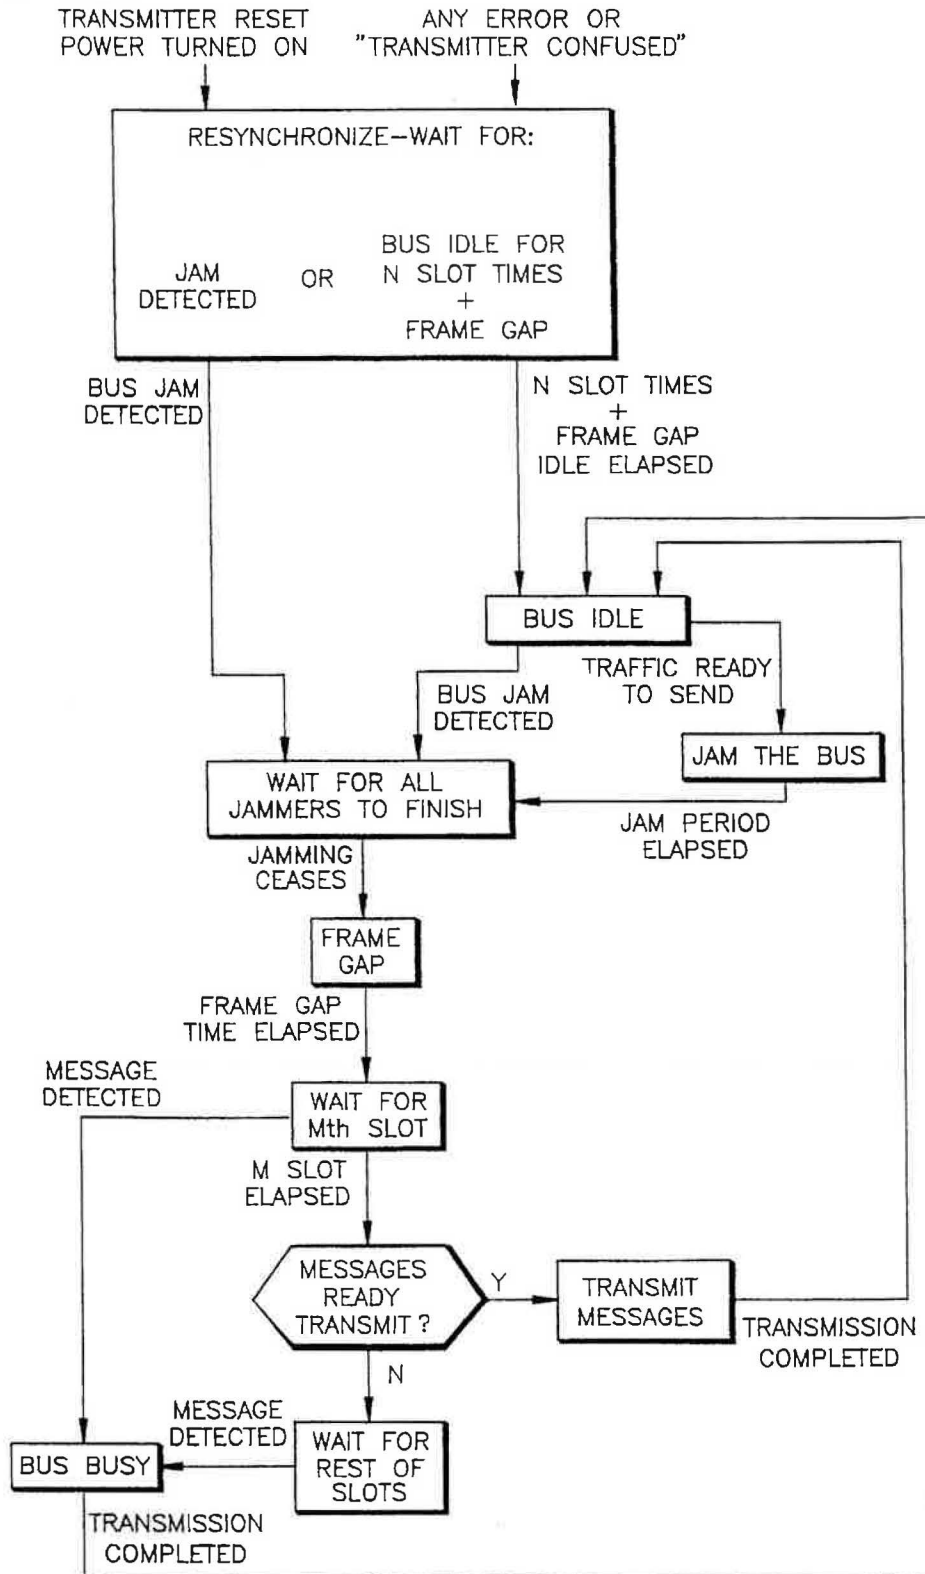 TRANSMITTER RESET
POWER TURNED ON
ANY ERROR OR
"TRANSMITTER CONFUSED"
RESYNCHRONIZE-WAIT FOR:
JAM
DETECTED
OR
BUS IDLE FOR
N SLOT TIMES
+
FRAME GAP
BUS JAM
DETECTED
N SLOT TIMES
+
FRAME GAP
IDLE ELAPSED
BUS IDLE
TRAFFIC READY
TO SEND
BUS JAM
DETECTED
JAM THE BUS
WAIT FOR ALL
JAMMERS TO FINISH
JAM PERIOD
ELAPSED
JAMMING
CEASES
FRAME
GAP
FRAME GAP
TIME ELAPSED
MESSAGE
DETECTED
WAIT FOR
Mth SLOT
M SLOT
ELAPSED
MESSAGES
READY
TRANSMIT?
Y
TRANSMIT
MESSAGES
TRANSMISSION
COMPLETED
N
MESSAGE
DETECTED
WAIT FOR
REST OF
SLOTS
BUS BUSY
TRANSMISSION
COMPLETED